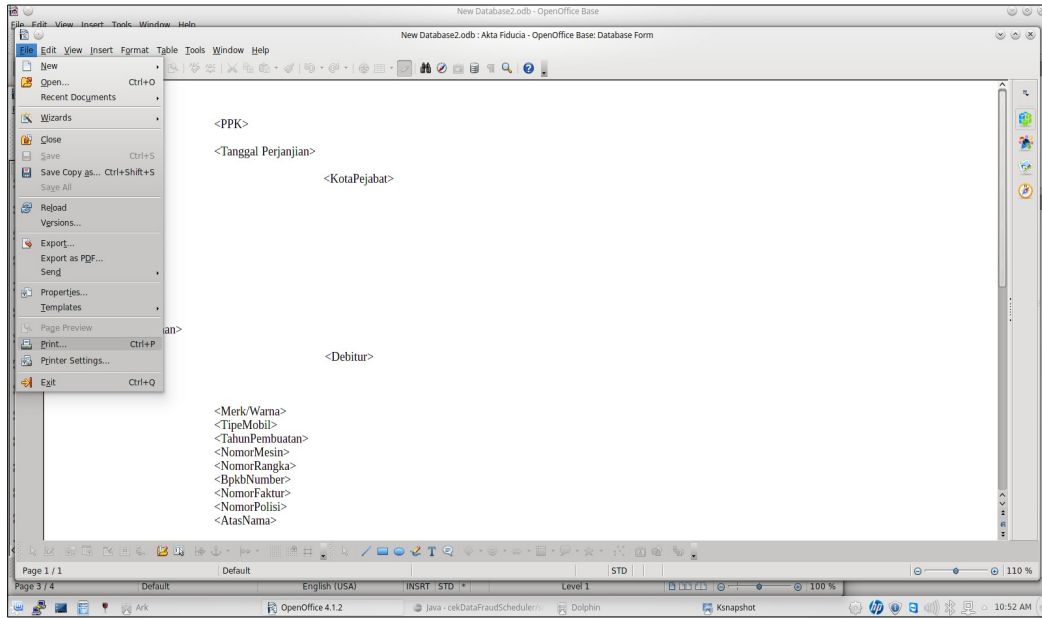 New Database2.odb - OpenOffice Base
File Edit View Insert Tools Window Help
New Database2.odb : Akta Fiducia - OpenOffice Base: Database Form
File Edit View Insert Format Table Tools Window Help
New
Open... Ctrl+O
Recent Documents
Wizards
Close
Save Ctrl+S
Save Copy as... Ctrl+Shift+S
Save All
Reload
Versions...
Export...
Export as PDF...
Send
Properties...
Templates
Page Preview
Print... Ctrl+P
Printer Settings...
Exit Ctrl+Q
<PPK>
<Tanggal Perjanjian>
<KotaPejabat>
an>
<Debitur>
<Merk/Warna>
<TipeMobil>
<TahunPembuatan>
<NomorMesin>
<NomorRangka>
<BpkbNumber>
<NomorFaktur>
<NomorPolisi>
<AtasNama>
Page 1 / 1 Default STD 110 %
Page 3 / 4 Default English (USA) INSRT STD * Level 1 100 %
Ark OpenOffice 4.1.2 Java - cekDataFraudScheduler/s Dolphin Ksnapshot 10:52 AM